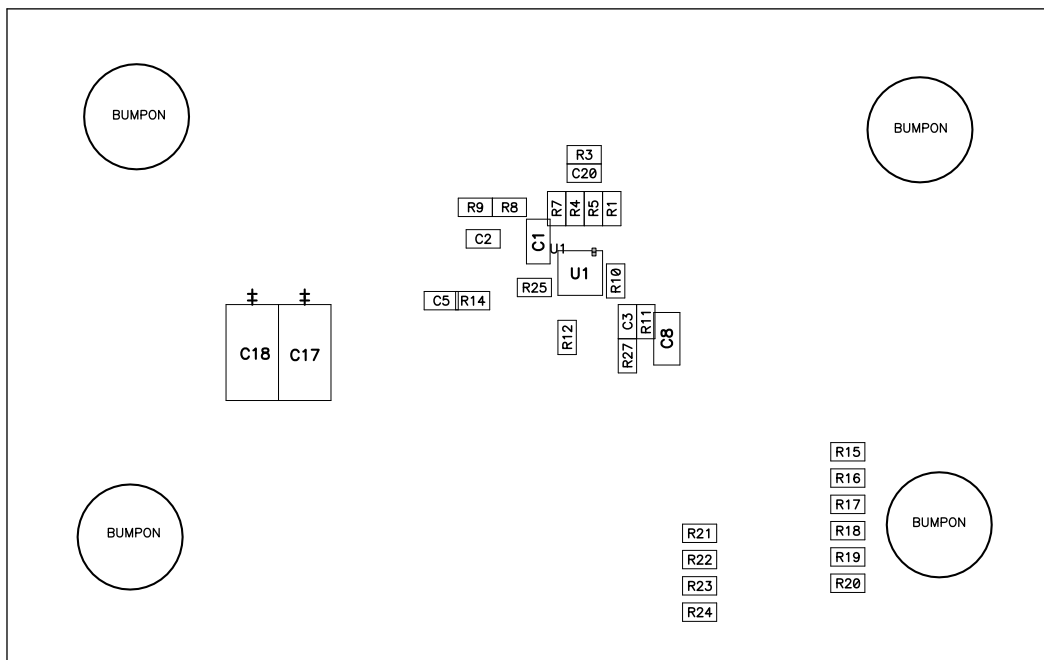 BUMPON
BUMPON
R3
C20
R9 R8 R7 R4 R5 R1
C2 C1 U1
U1
R25 R10
C5 R14
C3 R11
R12 C8
C18 C17 R27
R15
R16
R17
BUMPON BUMPON
R21 R18
R22 R19
R23 R20
R24